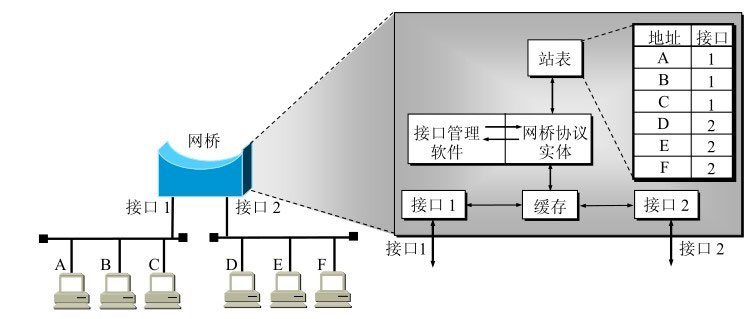 网桥
接口 1
接口 2
A
B
C
D
E
F
站表
接口管理
软件
网桥协议
实体
接口 1
缓存
接口 2
接口1
接口 2
地址 接口
A 1
B 1
C 1
D 2
E 2
F 2